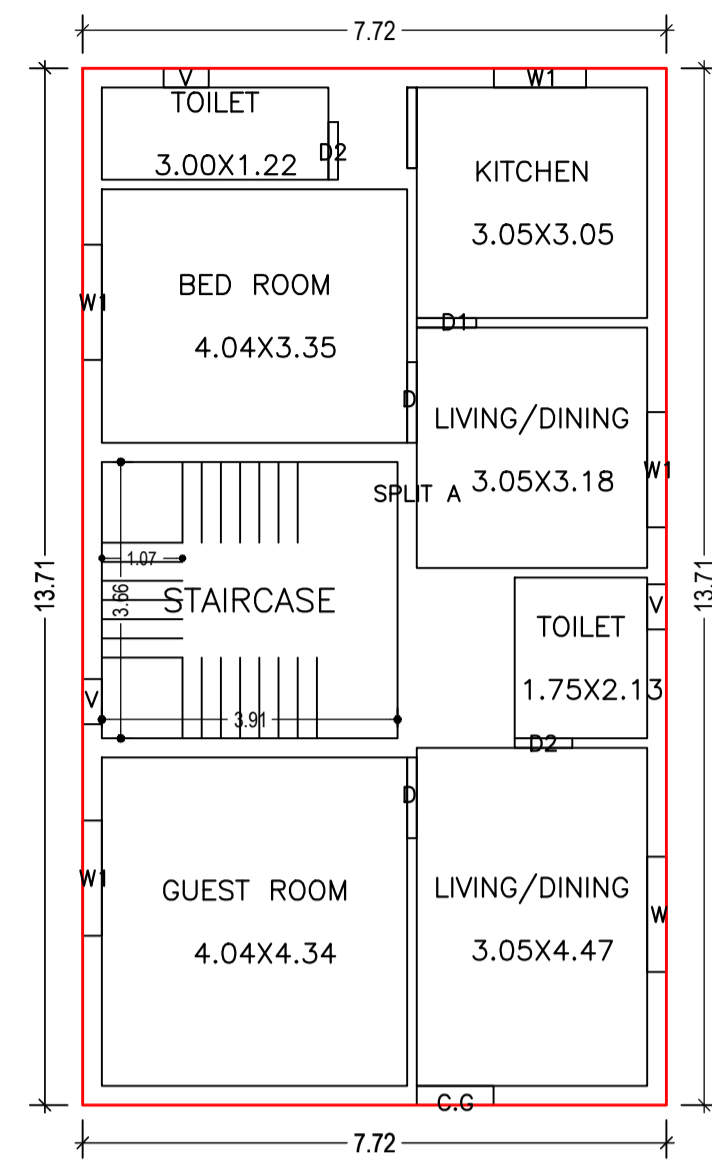 7.72
V
W1
TOILET
3.00X1.22
D2
KITCHEN
3.05X3.05
BED ROOM
4.04X3.35
W1
D1
D
LIVING/DINING
3.05X3.18
W1
SPLIT A
1.07
3.66
STAIRCASE
13.71
13.71
V
TOILET
1.75X2.13
V
3.91
D2
D
W1
GUEST ROOM
4.04X4.34
LIVING/DINING
3.05X4.47
W
C.G
7.72